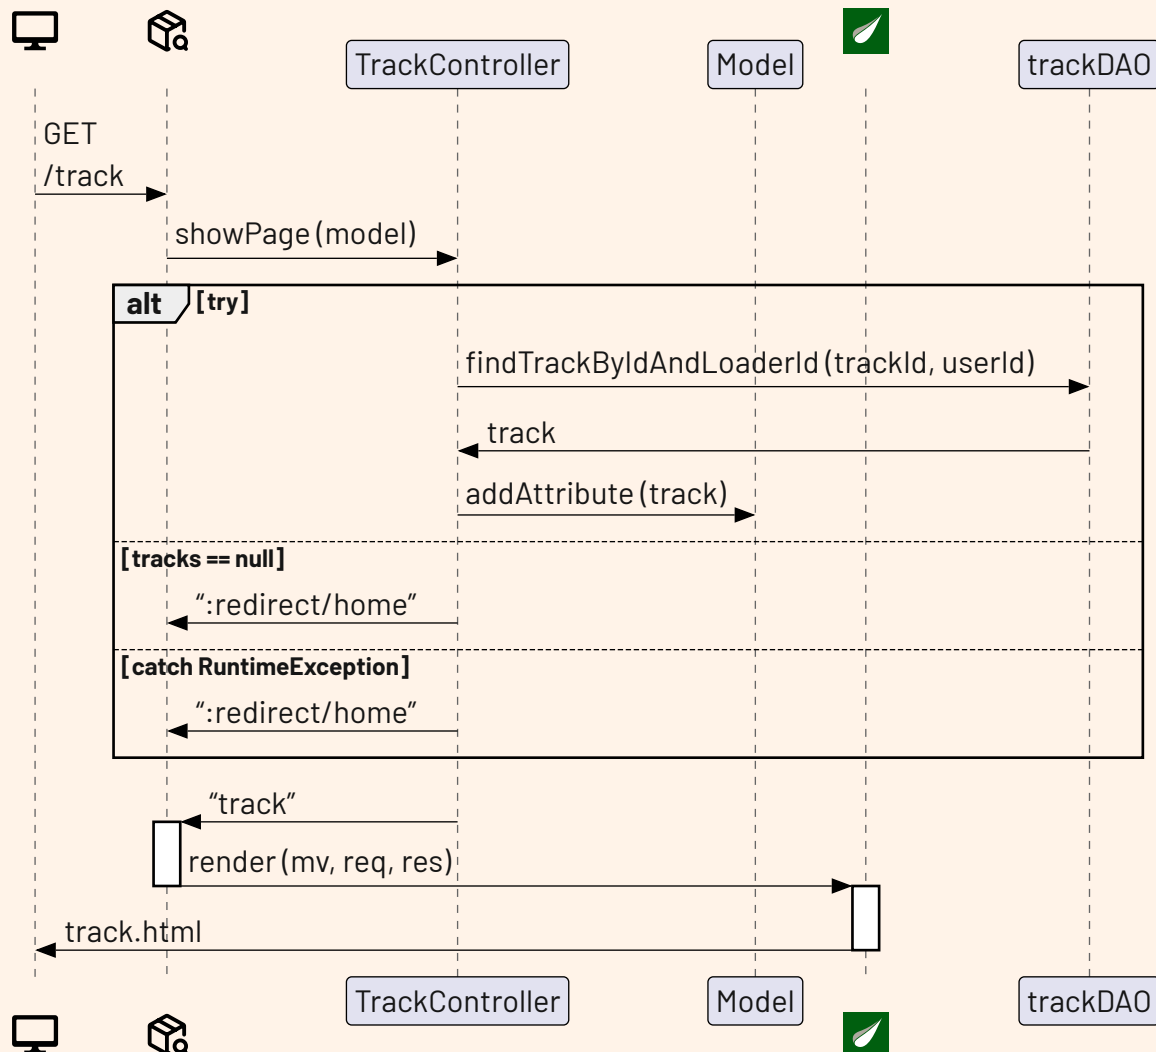 TrackController
Model
trackDAO
GET
/track
showPage (model)
alt
[try]
findTrackByIdAndLoaderId (trackId, userId)
track
addAttribute (track)
[tracks == null]
“:redirect/home”
[catch RuntimeException]
“:redirect/home”
“track”
render (mv, req, res)
track.html
TrackController
Model
trackDAO